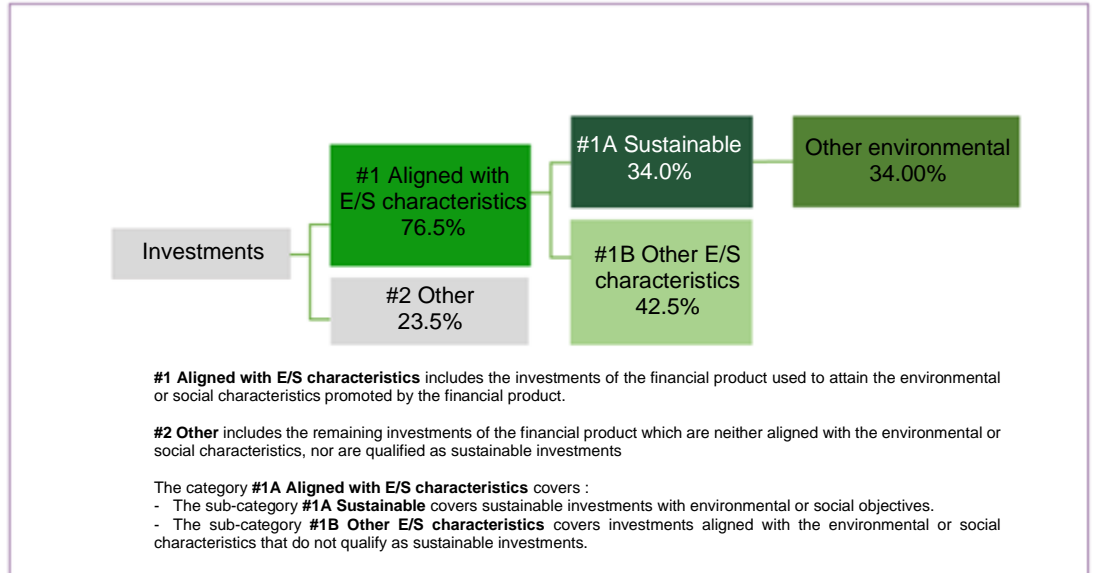 Investments
#1 Aligned with
E/S characteristics
76.5%
#2 Other
23.5%
#1A Sustainable
34.0%
#1B Other E/S
characteristics
42.5%
Other environmental
34.00%
#1 Aligned with E/S characteristics includes the investments of the financial product used to attain the environmental
or social characteristics promoted by the financial product.
#2 Other includes the remaining investments of the financial product which are neither aligned with the environmental or
social characteristics, nor are qualified as sustainable investments
The category #1A Aligned with E/S characteristics covers :
- The sub-category #1A Sustainable covers sustainable investments with environmental or social objectives.
- The sub-category #1B Other E/S characteristics covers investments aligned with the environmental or social
characteristics that do not qualify as sustainable investments.